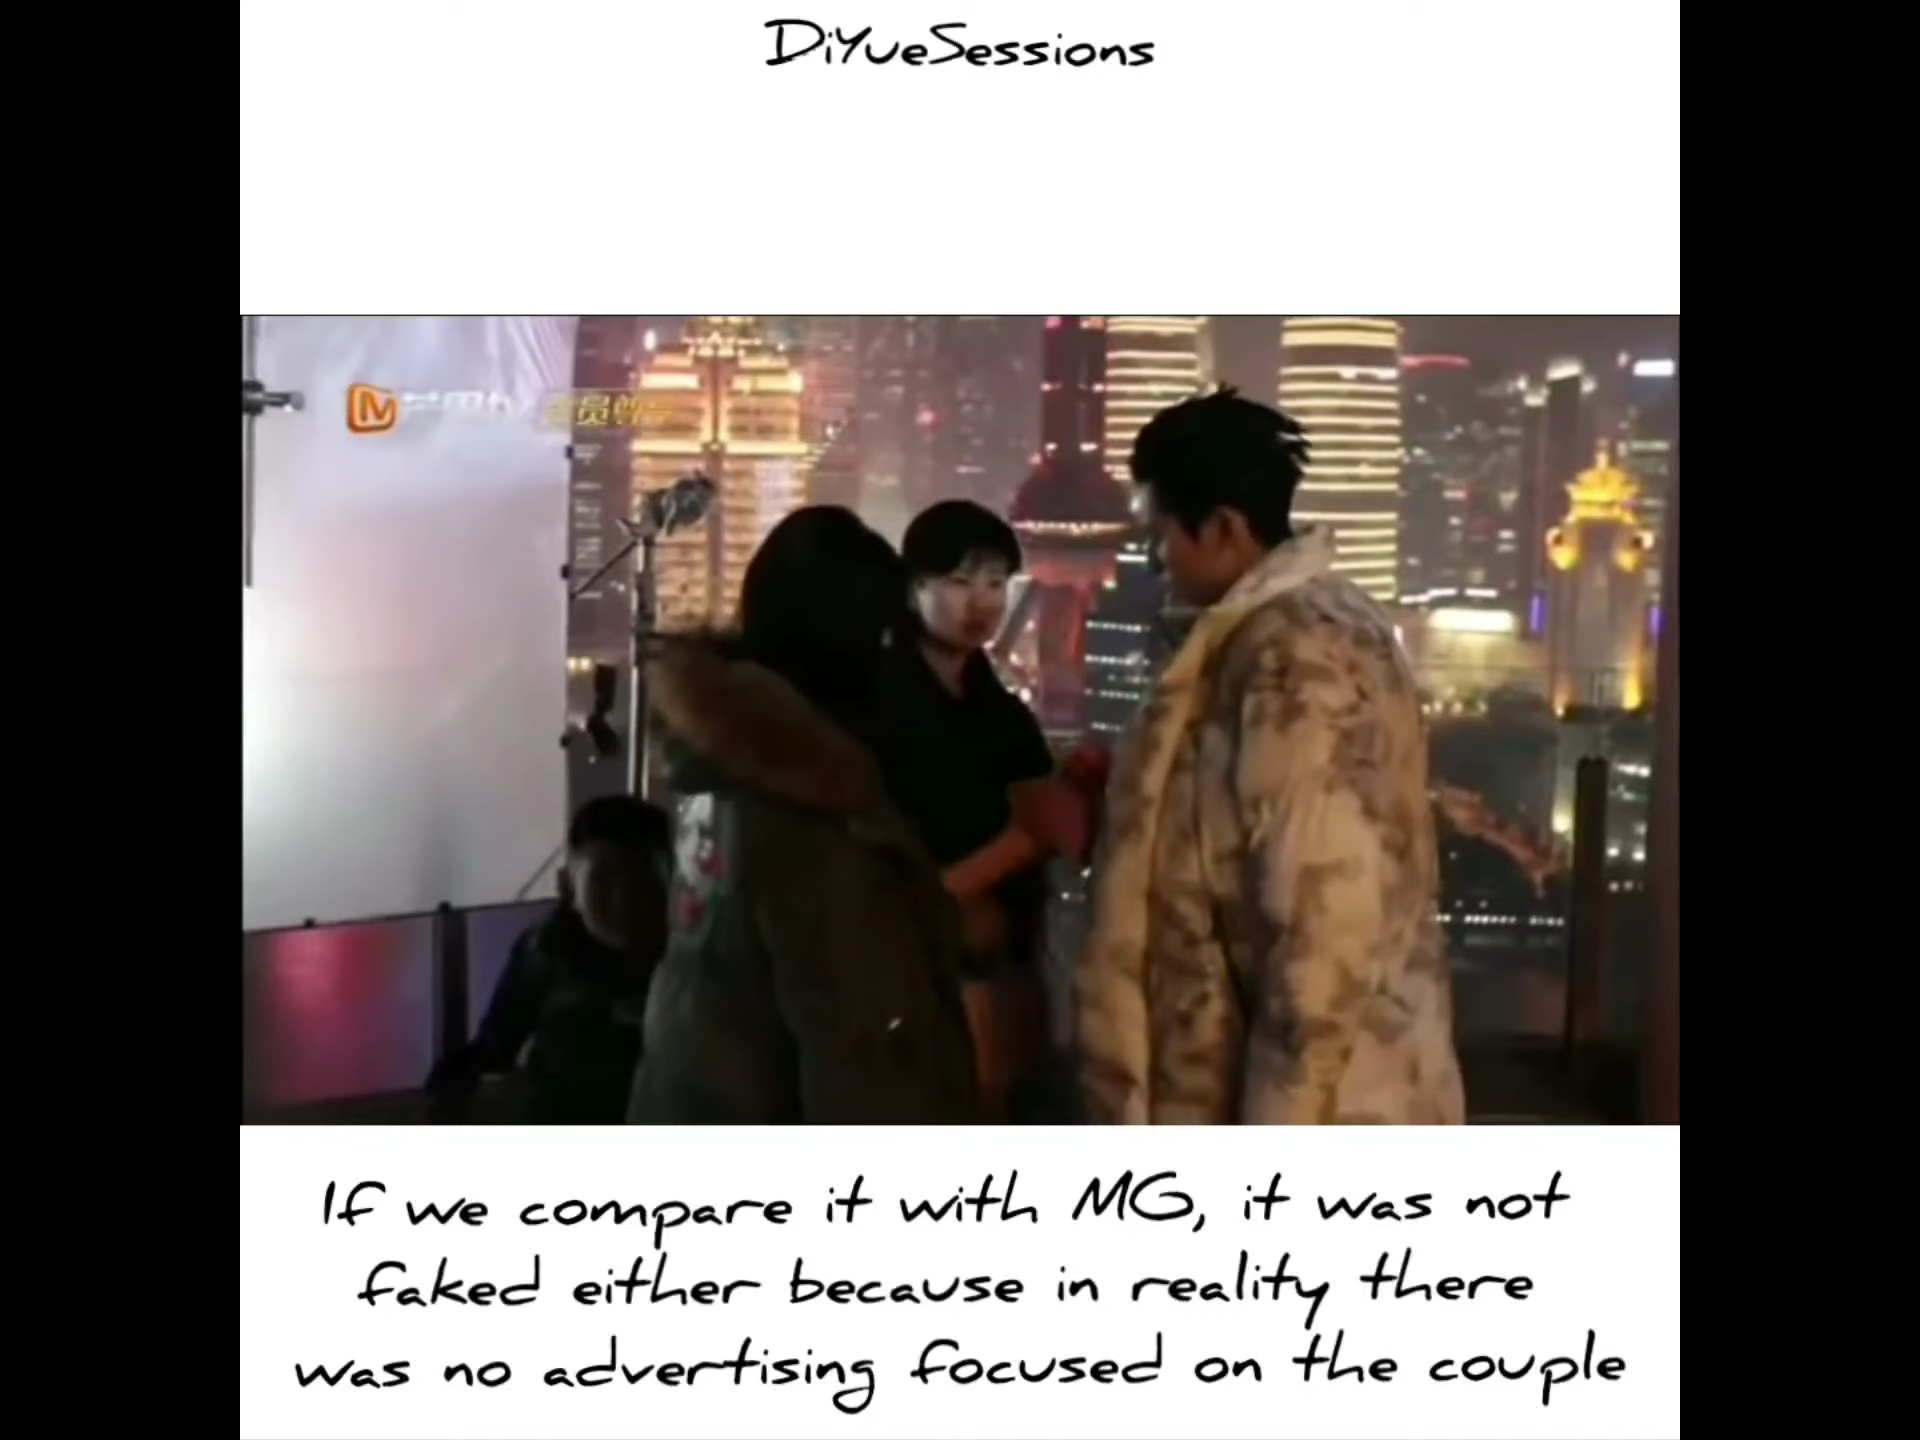 DiYueSessions
If we compare it with MG, it was not
faked either because in reality there
was no advertising focused on the couple